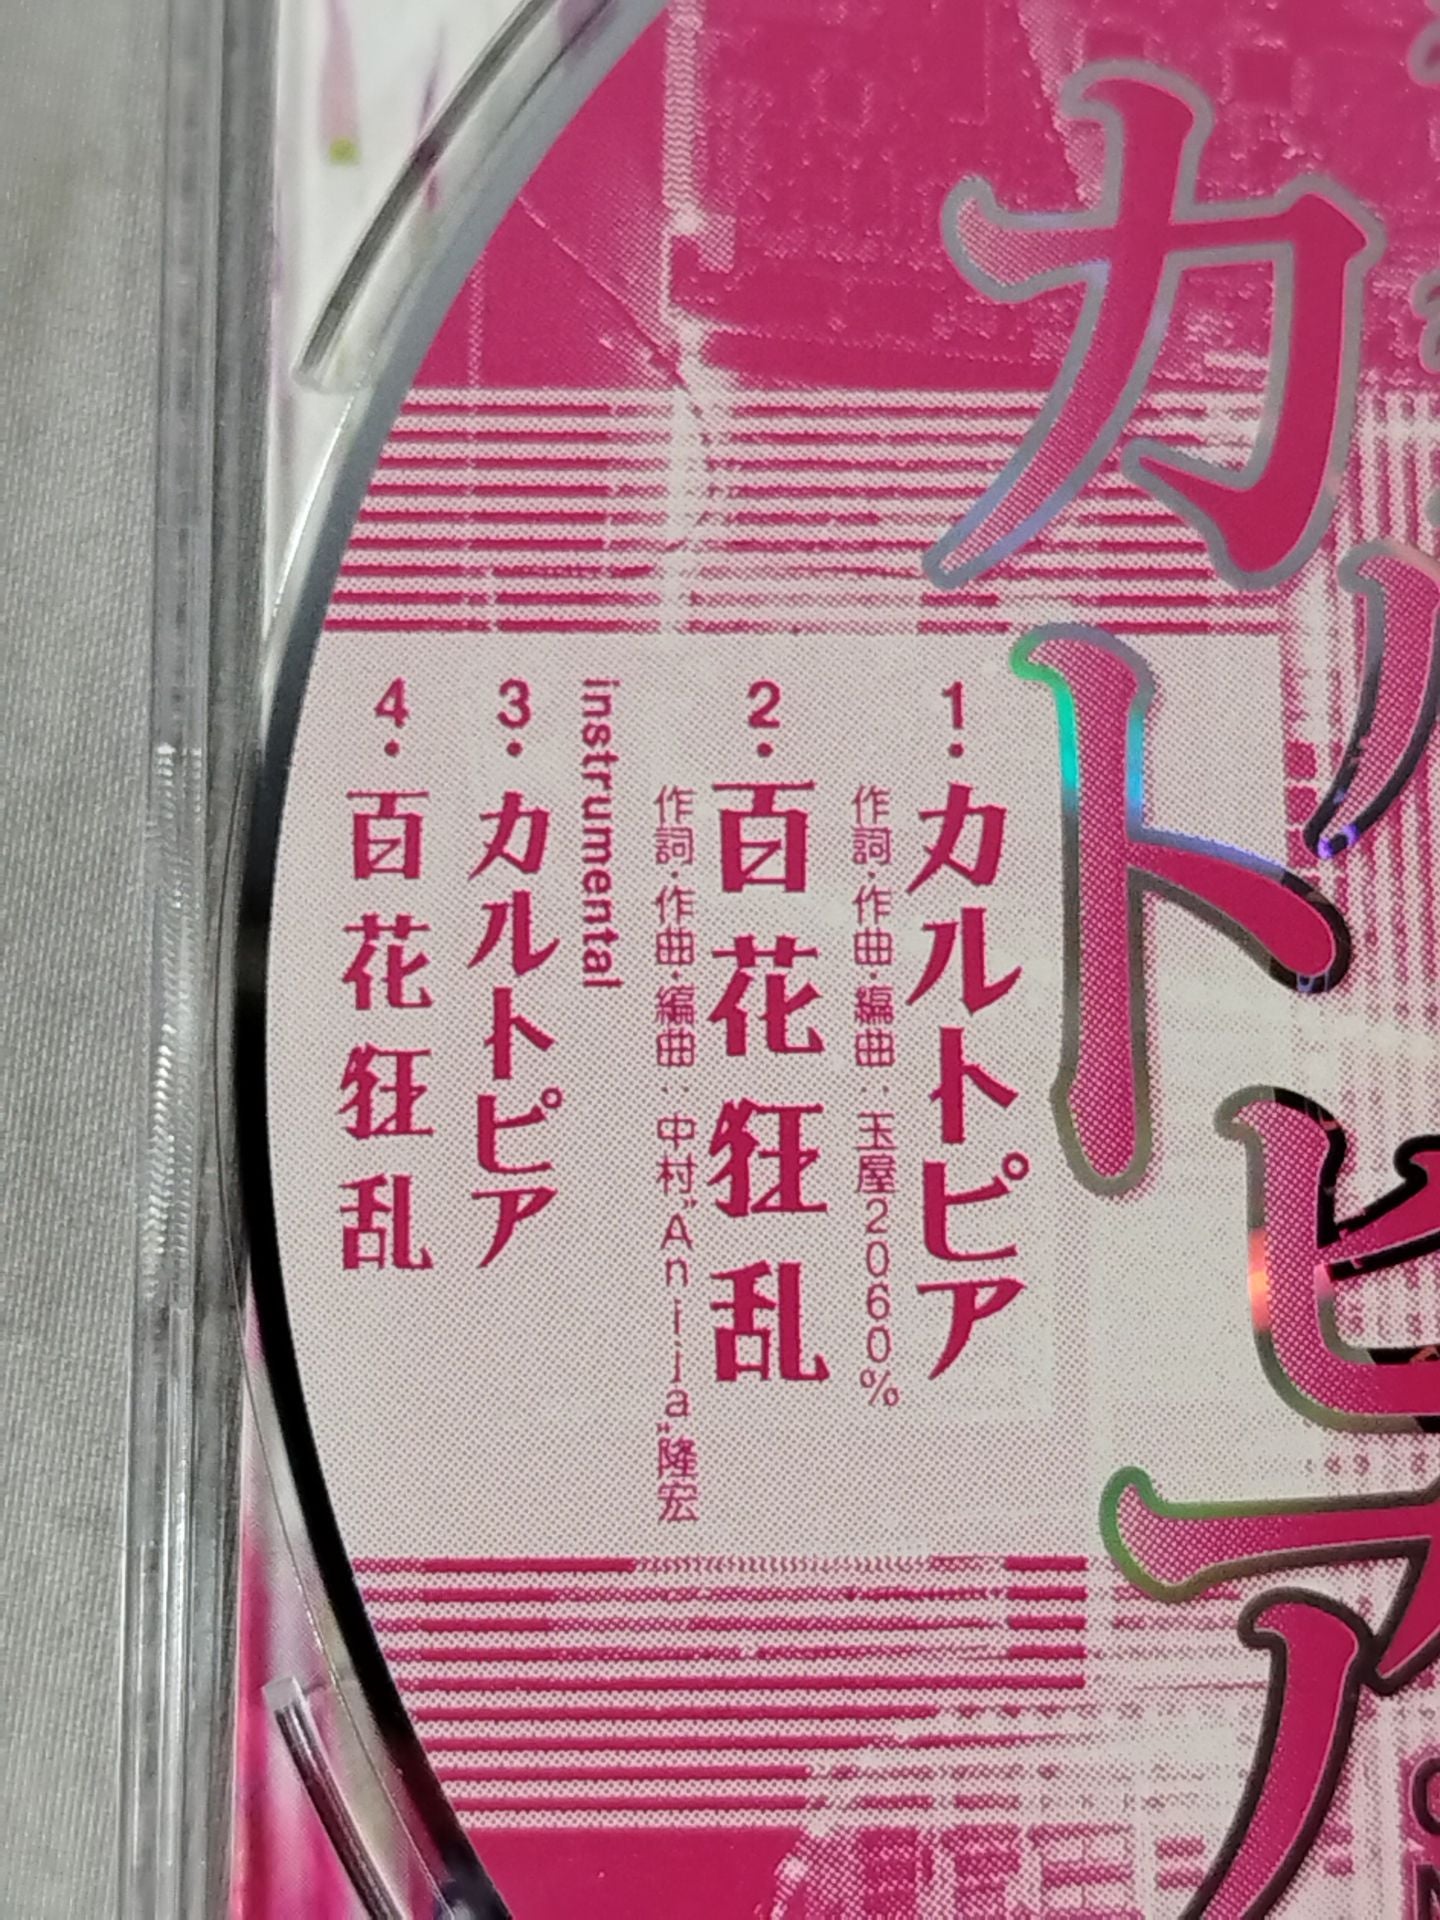 カルトピア
1.カルトピア
作詞・作曲・編曲：玉屋2060%
2.百花狂乱
作詞・作曲・編曲：中村"Anija"隆宏
instrumental
3.カルトピア
4.百花狂乱